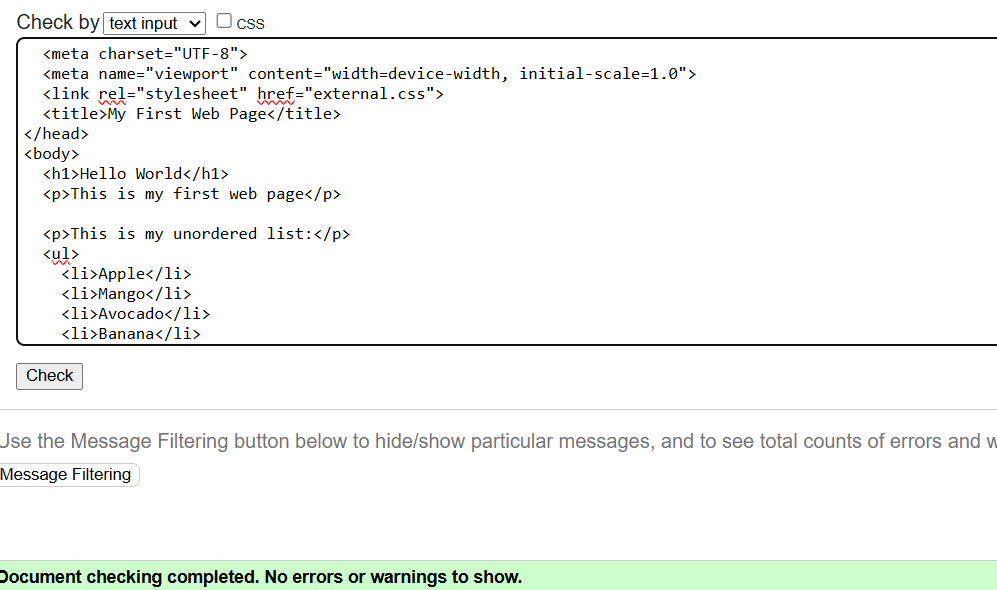 Check by text input CSS
<meta charset="UTF-8">
<meta name="viewport" content="width=device-width, initial-scale=1.0">
<link rel="stylesheet" href="external.css">
<title>My First Web Page</title>
</head>
<body>
<h1>Hello World</h1>
<p>This is my first web page</p>
<p>This is my unordered list:</p>
<ul>
<li>Apple</li>
<li>Mango</li>
<li>Avocado</li>
<li>Banana</li>
Check
Use the Message Filtering button below to hide/show particular messages, and to see total counts of errors and
Message Filtering
Document checking completed. No errors or warnings to show.